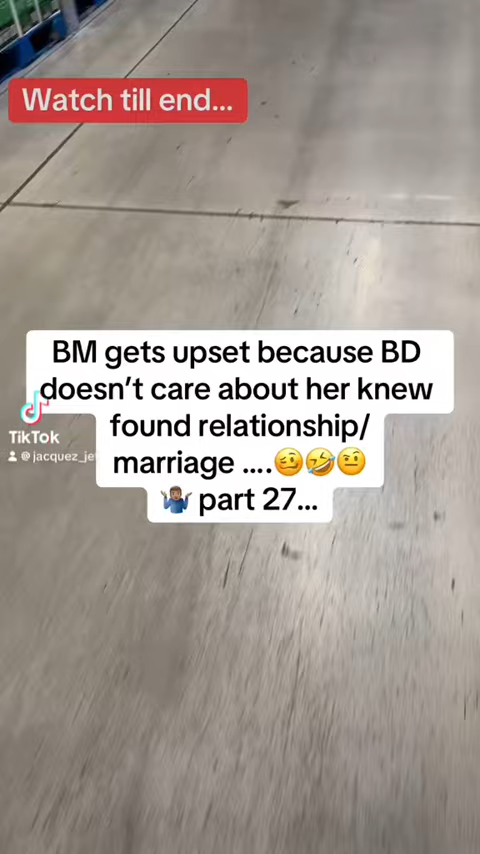 Watch till end...
BM gets upset because BD
doesn’t care about her knew
found relationship/
marriage ....🥴🤣🤨
🤷🏽‍♂️ part 27...
TikTok